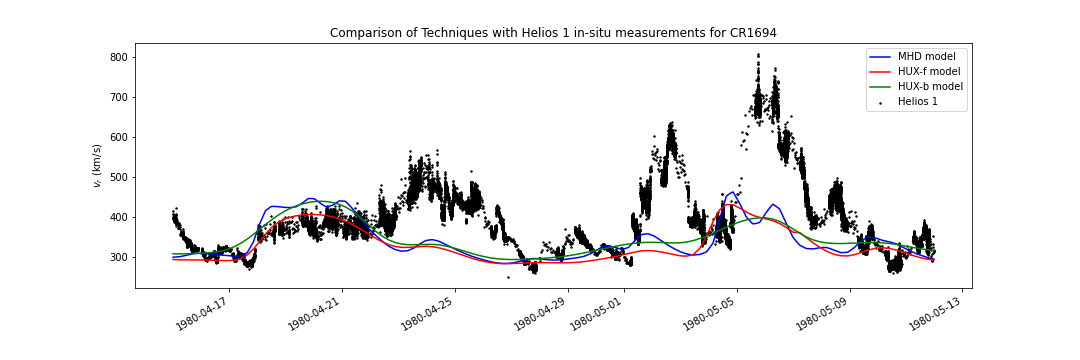 Comparison of Techniques with Helios 1 in-situ measurements for CR1694
800
700
600
500
400
300
v_r (km/s)
MHD model
HUX-f model
HUX-b model
Helios 1
1980-04-17
1980-04-21
1980-04-25
1980-04-29
1980-05-01
1980-05-05
1980-05-09
1980-05-13